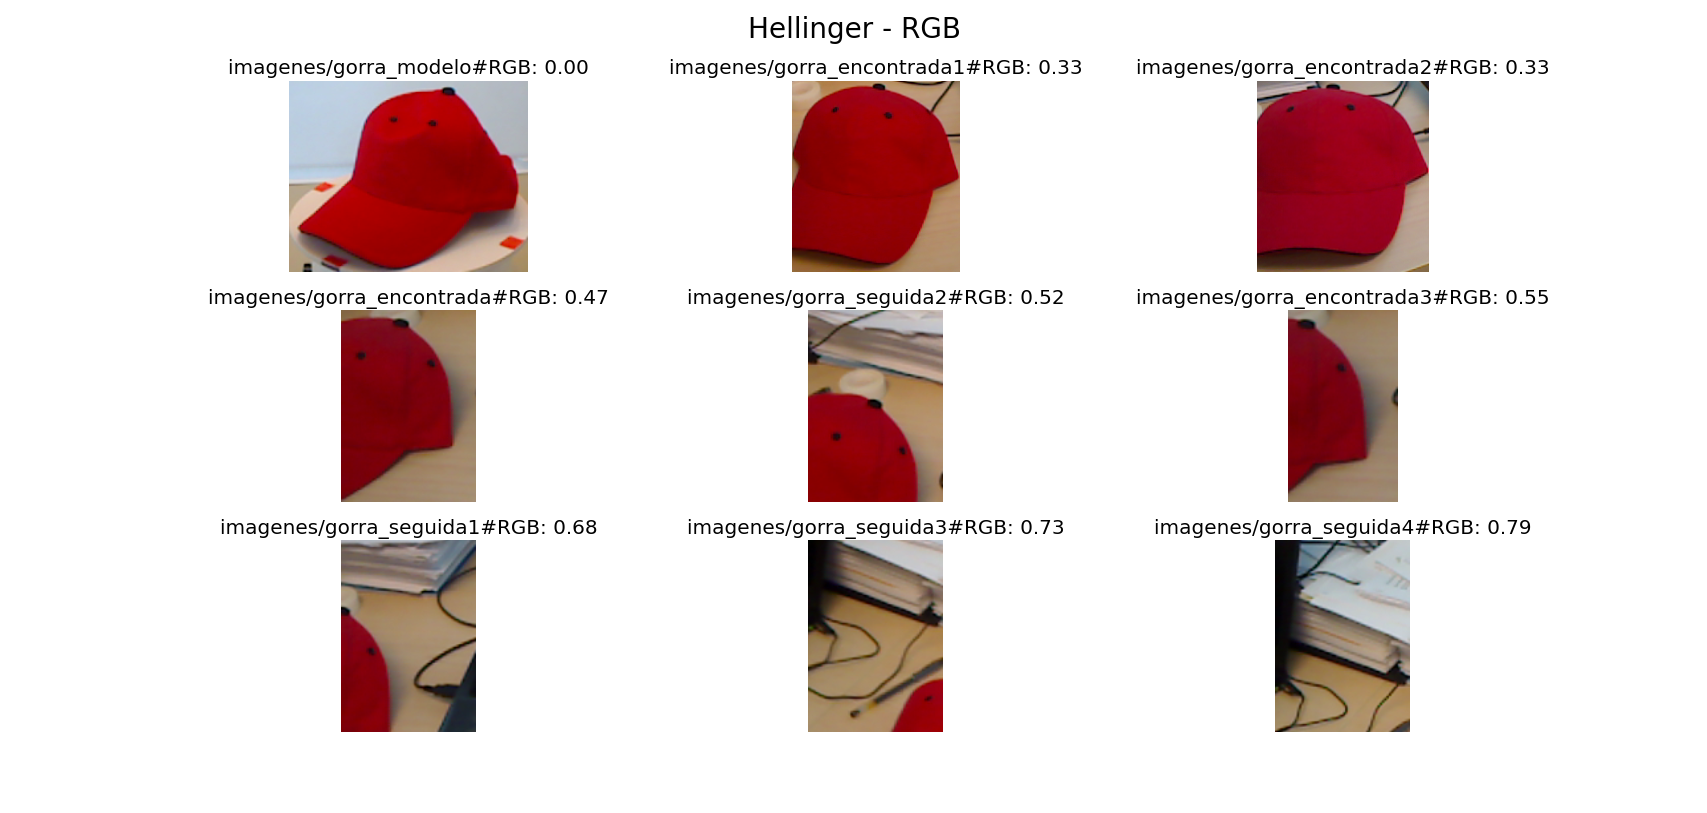 Hellinger - RGB
imagenes/gorra_modelo#RGB: 0.00
imagenes/gorra_encontrada1#RGB: 0.33
imagenes/gorra_encontrada2#RGB: 0.33
imagenes/gorra_encontrada#RGB: 0.47
imagenes/gorra_seguida2#RGB: 0.52
imagenes/gorra_encontrada3#RGB: 0.55
imagenes/gorra_seguida1#RGB: 0.68
imagenes/gorra_seguida3#RGB: 0.73
imagenes/gorra_seguida4#RGB: 0.79